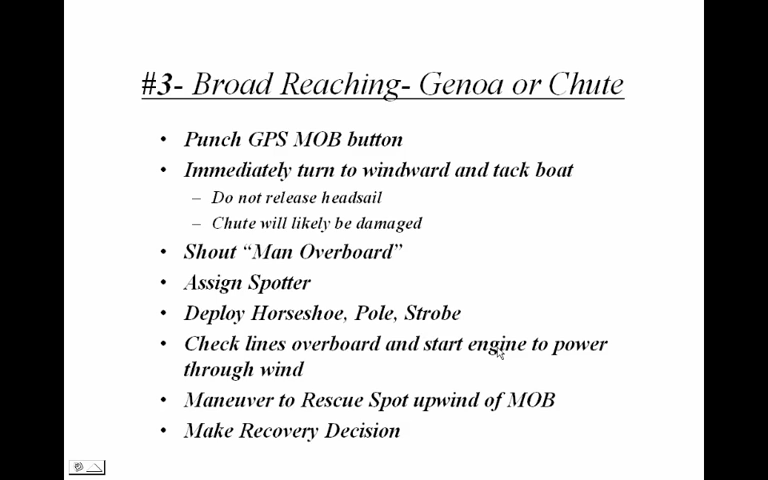 #3- Broad Reaching- Genoa or Chute
• Punch GPS MOB button
• Immediately turn to windward and tack boat
– Do not release headsail
– Chute will likely be damaged
• Shout “Man Overboard”
• Assign Spotter
• Deploy Horseshoe, Pole, Strobe
• Check lines overboard and start engine to power
through wind
• Maneuver to Rescue Spot upwind of MOB
• Make Recovery Decision